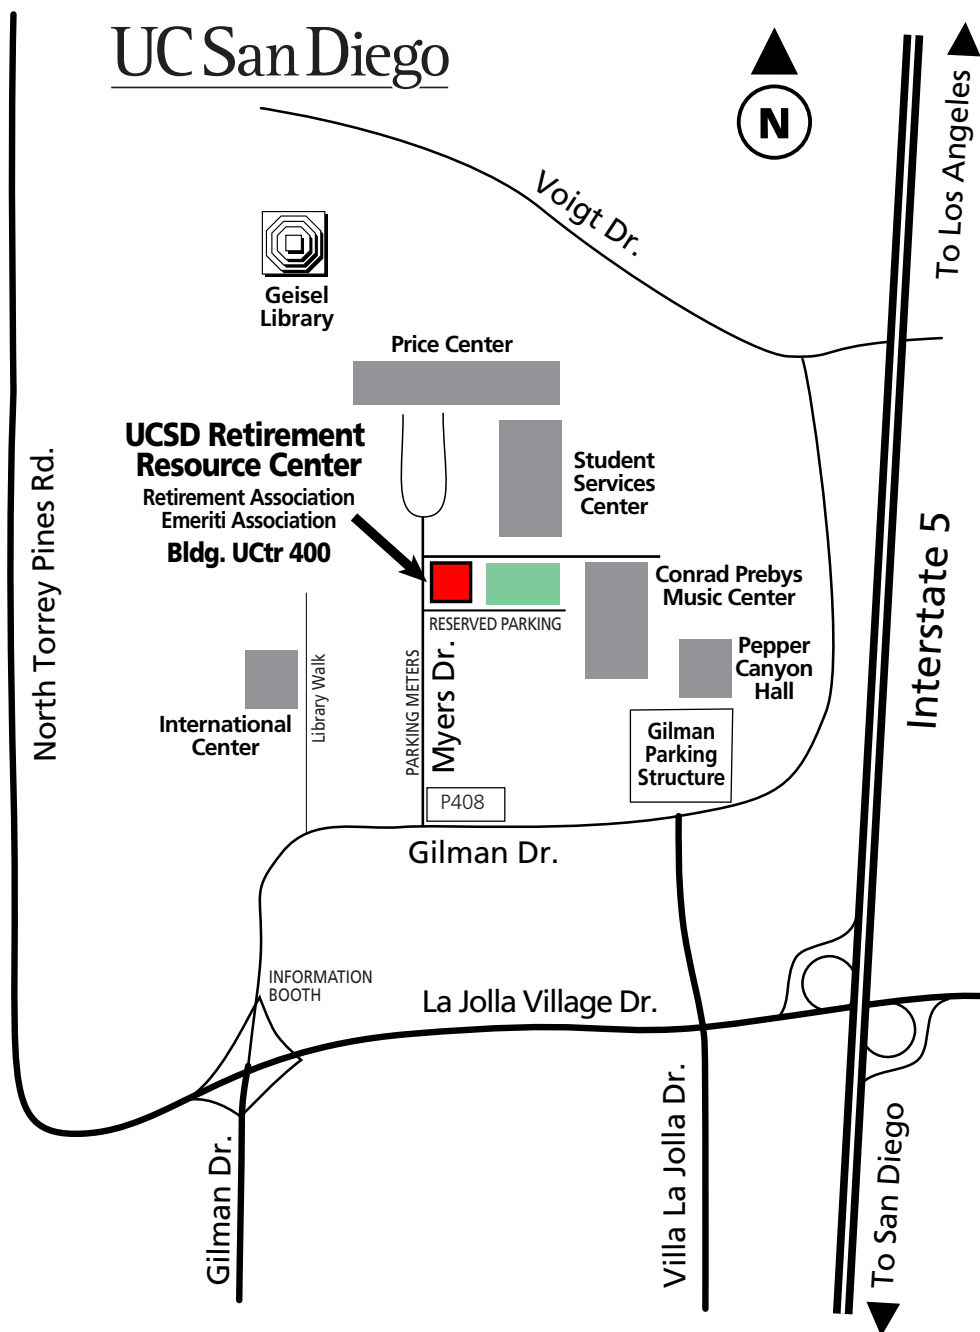 UC San Diego
N
To Los Angeles
Voigt Dr.
Geisel
Library
Price Center
UCSD Retirement
Resource Center
Retirement Association
Emeriti Association
Bldg. UCtr 400
Student
Services
Center
North Torrey Pines Rd.
Interstate 5
Conrad Prebys
Music Center
RESERVED PARKING
Pepper
Canyon
Hall
International
Center
Library Walk
PARKING METERS
Myers Dr.
Gilman
Parking
Structure
P408
Gilman Dr.
INFORMATION
BOOTH
La Jolla Village Dr.
Gilman Dr.
Villa La Jolla Dr.
To San Diego